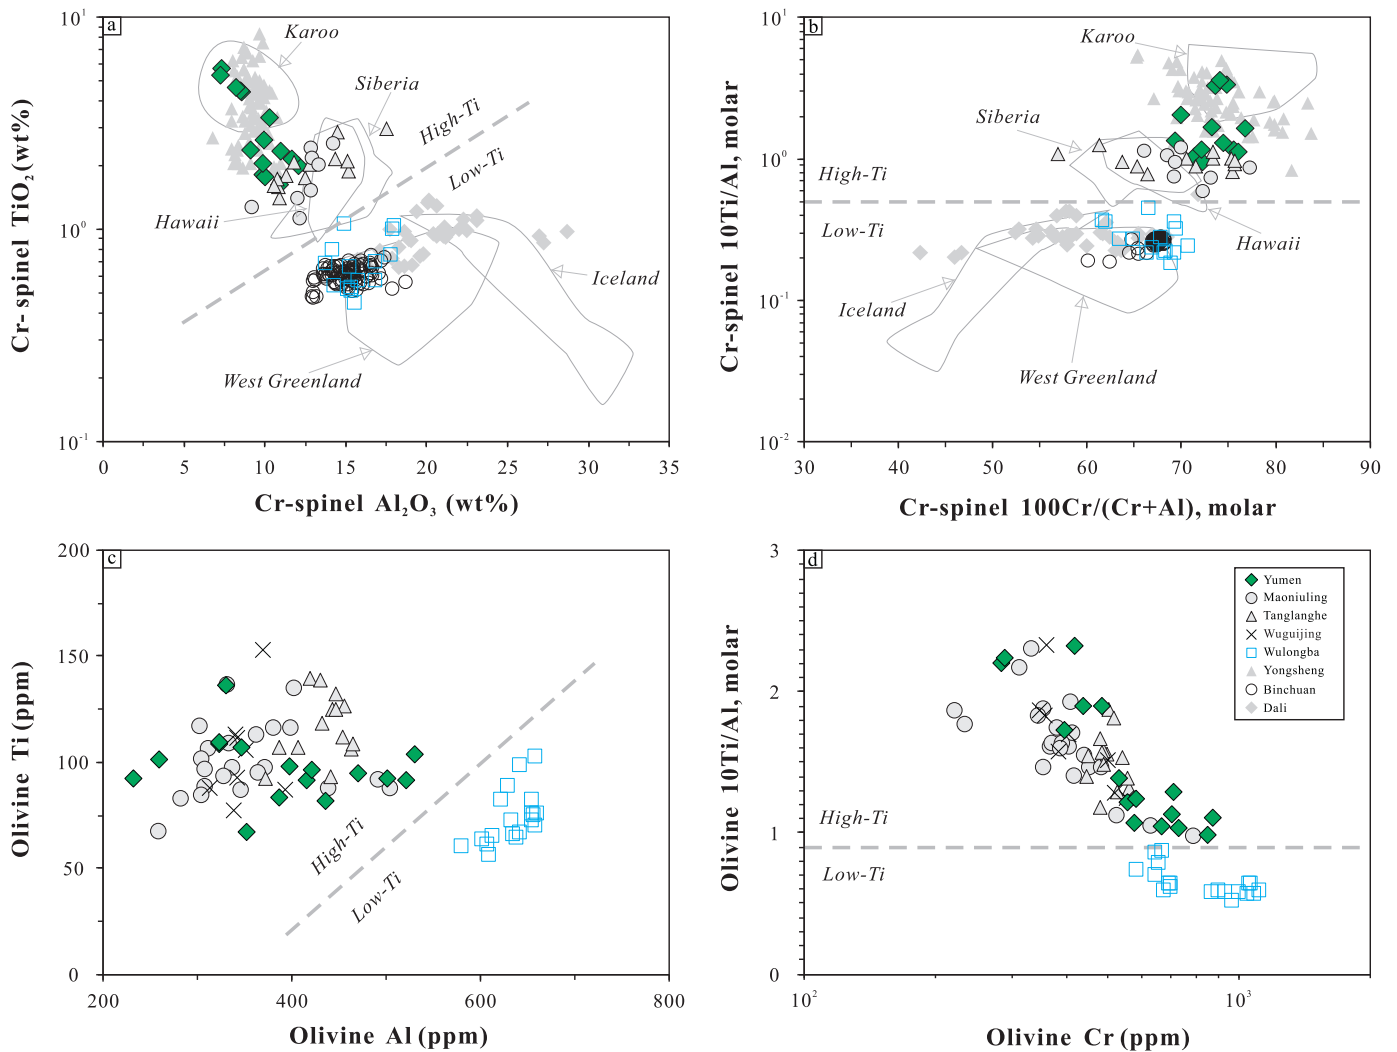 a
10¹
10⁰
10⁻¹
Cr- spinel TiO₂ (wt%)
Karoo
Siberia
High-Ti
Low-Ti
Hawaii
Iceland
West Greenland
0 5 10 15 20 25 30 35
Cr-spinel Al₂O₃ (wt%)
b
10¹
10⁰
10⁻¹
10⁻²
Cr-spinel 10Ti/Al, molar
Karoo
Siberia
High-Ti
Low-Ti
Hawaii
Iceland
West Greenland
30 40 50 60 70 80 90
Cr-spinel 100Cr/(Cr+Al), molar
c
200
150
100
50
0
Olivine Ti (ppm)
High-Ti
Low-Ti
200 400 600 800
Olivine Al (ppm)
d
3
2
1
0
Olivine 10Ti/Al, molar
Yumen
Maoniuling
Tanglanghe
Wuguijing
Wulongba
Yongsheng
Binchuan
Dali
High-Ti
Low-Ti
10² 10³
Olivine Cr (ppm)